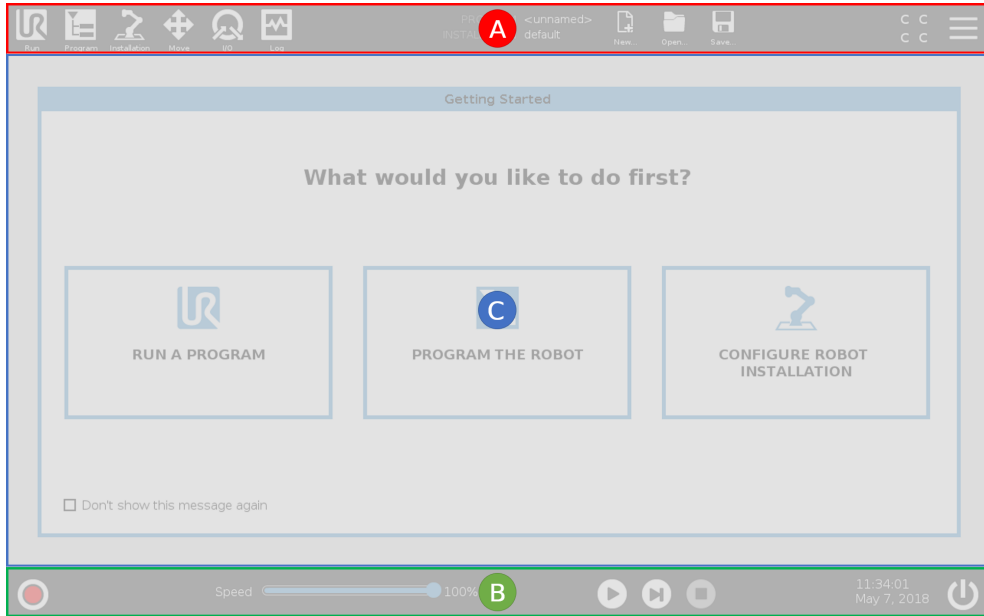 <unnamed>
C C
Run Program Installation Move I/O Log
A
default
New... Open... Save...
C C
Getting Started
What would you like to do first?
C
RUN A PROGRAM
PROGRAM THE ROBOT
CONFIGURE ROBOT
INSTALLATION
Don't show this message again
Speed
100%
B
11:34:01
May 7, 2018